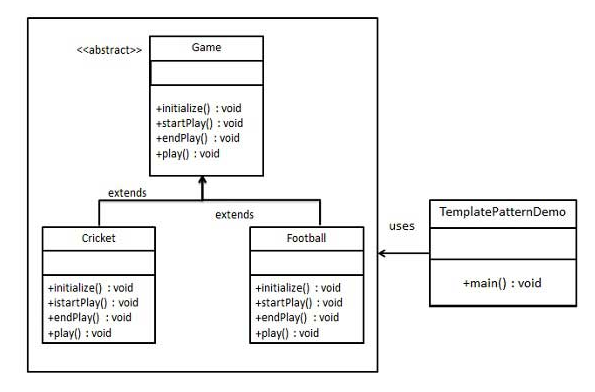 <<abstract>>
Game
+initialize() : void
+startPlay() : void
+endPlay() : void
+play() : void
extends
extends
Cricket
+initialize() : void
+istartPlay() : void
+endPlay() : void
+play() : void
Football
+initialize() : void
+startPlay() : void
+endPlay() : void
+play() : void
uses
TemplatePatternDemo
+main() : void